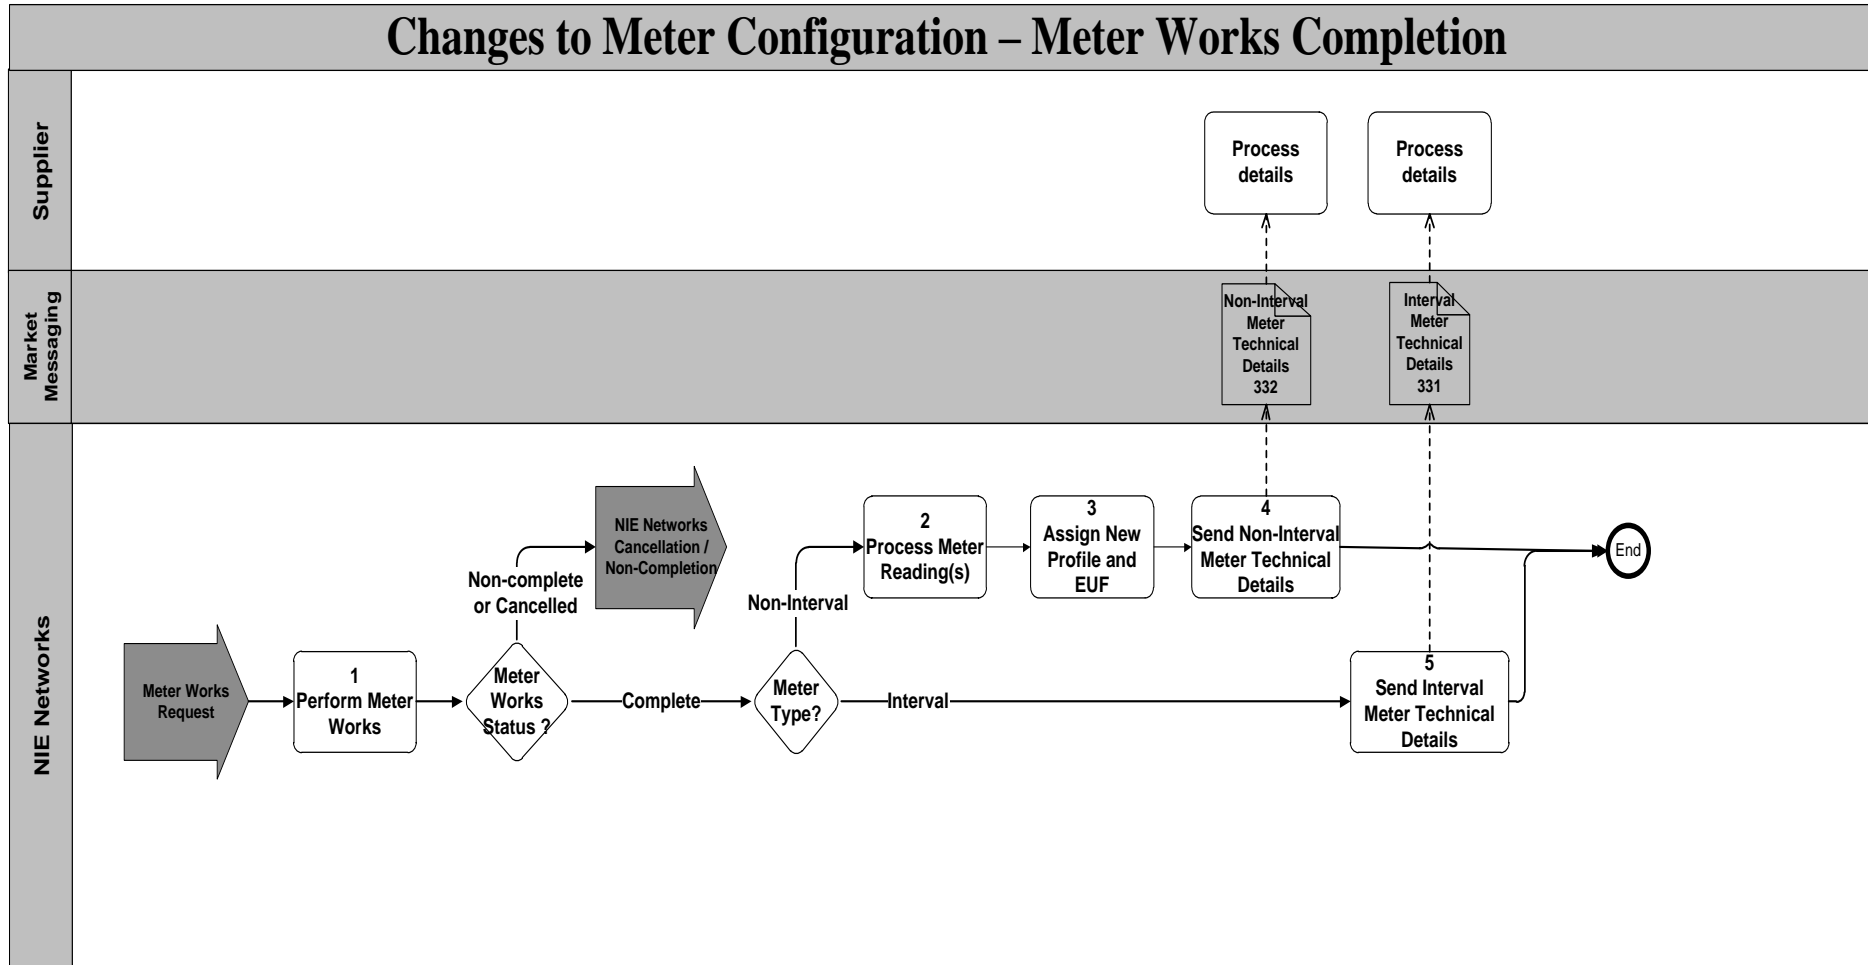 Changes to Meter Configuration – Meter Works Completion
Supplier
Process
details
Process
details
Market
Messaging
Non-Interval
Meter
Technical
Details
332
Interval
Meter
Technical
Details
331
NIE Networks
Meter Works
Request
1
Perform Meter
Works
Meter
Works
Status ?
Non-complete
or Cancelled
NIE Networks
Cancellation /
Non-Completion
Complete
Meter
Type?
Non-Interval
2
Process Meter
Reading(s)
3
Assign New
Profile and
EUF
4
Send Non-Interval
Meter Technical
Details
Interval
5
Send Interval
Meter Technical
Details
End